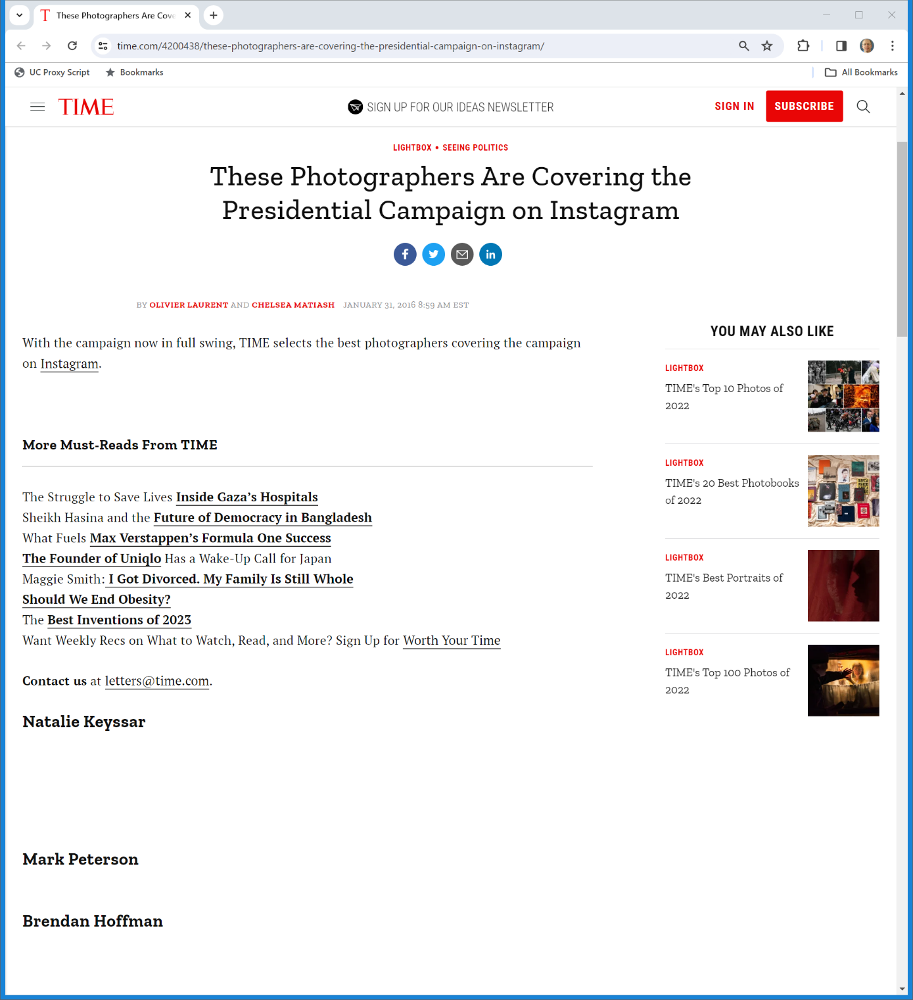 These Photographers Are Cove
time.com/4200438/these-photographers-are-covering-the-presidential-campaign-on-instagram/
UC Proxy Script
Bookmarks
All Bookmarks
TIME
SIGN UP FOR OUR IDEAS NEWSLETTER
SIGN IN
SUBSCRIBE
LIGHTBOX • SEEING POLITICS
These Photographers Are Covering the
Presidential Campaign on Instagram
BY OLIVIER LAURENT AND CHELSEA MATIASH JANUARY 31, 2016 8:59 AM EST
With the campaign now in full swing, TIME selects the best photographers covering the campaign
on Instagram.
More Must-Reads From TIME
The Struggle to Save Lives Inside Gaza’s Hospitals
Sheikh Hasina and the Future of Democracy in Bangladesh
What Fuels Max Verstappen’s Formula One Success
The Founder of Uniqlo Has a Wake-Up Call for Japan
Maggie Smith: I Got Divorced. My Family Is Still Whole
Should We End Obesity?
The Best Inventions of 2023
Want Weekly Recs on What to Watch, Read, and More? Sign Up for Worth Your Time
Contact us at letters@time.com.
Natalie Keyssar
Mark Peterson
Brendan Hoffman
YOU MAY ALSO LIKE
LIGHTBOX
TIME's Top 10 Photos of
2022
LIGHTBOX
TIME's 20 Best Photobooks
of 2022
LIGHTBOX
TIME's Best Portraits of
2022
LIGHTBOX
TIME's Top 100 Photos of
2022